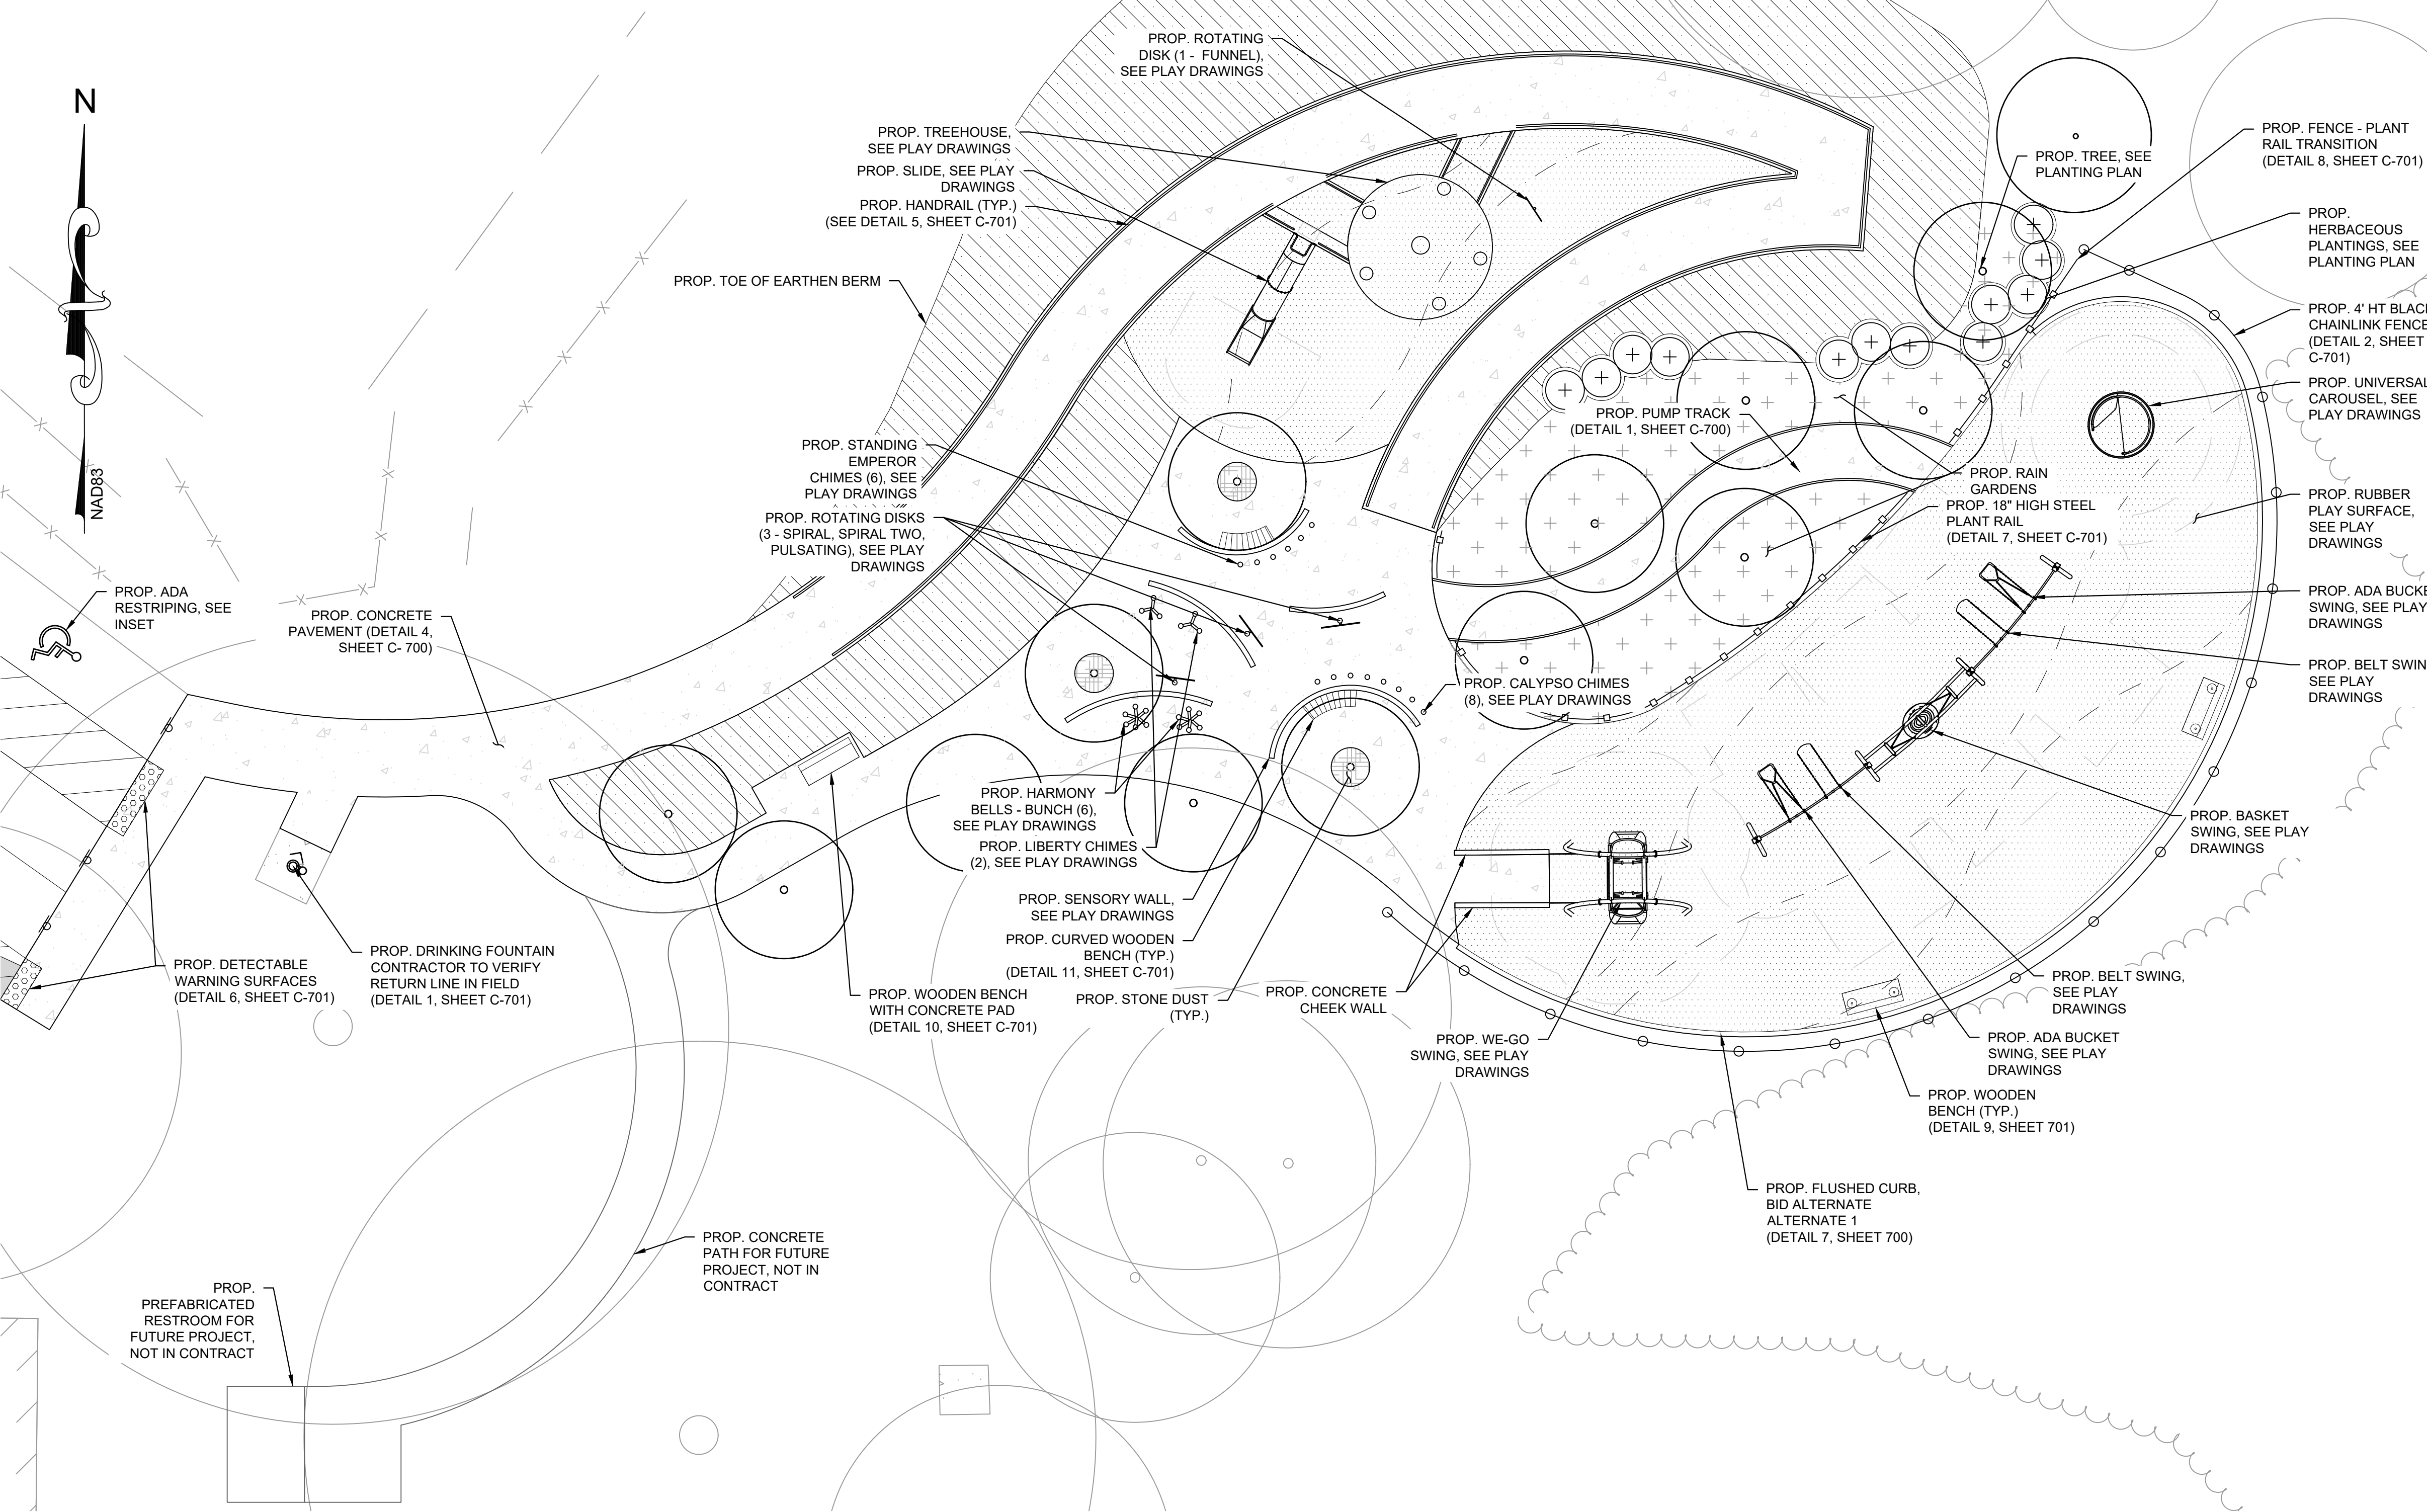 N
NAD83
PROP. ROTATING
DISK (1 - FUNNEL),
SEE PLAY DRAWINGS
PROP. TREEHOUSE,
SEE PLAY DRAWINGS
PROP. SLIDE, SEE PLAY
DRAWINGS
PROP. HANDRAIL (TYP.)
(SEE DETAIL 5, SHEET C-701)
PROP. TOE OF EARTHEN BERM
PROP. STANDING
EMPEROR
CHIMES (6), SEE
PLAY DRAWINGS
PROP. ROTATING DISKS
(3 - SPIRAL, SPIRAL TWO,
PULSATING), SEE PLAY
DRAWINGS
PROP. ADA
RESTRIPING, SEE
INSET
PROP. CONCRETE
PAVEMENT (DETAIL 4,
SHEET C- 700)
PROP. TREE, SEE
PLANTING PLAN
PROP. FENCE - PLANT
RAIL TRANSITION
(DETAIL 8, SHEET C-701)
PROP.
HERBACEOUS
PLANTINGS, SEE
PLANTING PLAN
PROP. 4' HT
CHAINLINK FENCE
(DETAIL 2, SHEET
C-701)
PROP. UNIVERSAL
CAROUSEL, SEE
PLAY DRAWINGS
PROP. PUMP TRACK
(DETAIL 1, SHEET C-700)
PROP. RAIN
GARDENS
PROP. 18" HIGH STEEL
PLANT RAIL
(DETAIL 7, SHEET C-701)
PROP. RUBBER
PLAY SURFACE,
SEE PLAY
DRAWINGS
PROP. ADA
SWING, SEE PLAY
DRAWINGS
PROP. BELT
SEE PLAY
DRAWINGS
PROP. CALYPSO CHIMES
(8), SEE PLAY DRAWINGS
PROP. HARMONY
BELLS - BUNCH (6),
SEE PLAY DRAWINGS
PROP. LIBERTY CHIMES
(2), SEE PLAY DRAWINGS
PROP. SENSORY WALL,
SEE PLAY DRAWINGS
PROP. CURVED WOODEN
BENCH (TYP.)
(DETAIL 11, SHEET C-701)
PROP. STONE DUST
(TYP.)
PROP. CONCRETE
CHEEK WALL
PROP. WE-GO
SWING, SEE PLAY
DRAWINGS
PROP. BASKET
SWING, SEE PLAY
DRAWINGS
PROP. BELT SWING,
SEE PLAY
DRAWINGS
PROP. ADA BUCKET
SWING, SEE PLAY
DRAWINGS
PROP. WOODEN
BENCH (TYP.)
(DETAIL 9, SHEET 701)
PROP. FLUSHED CURB,
BID ALTERNATE
ALTERNATE 1
(DETAIL 7, SHEET 700)
PROP. DETECTABLE
WARNING SURFACES
(DETAIL 6, SHEET C-701)
PROP. DRINKING FOUNTAIN
CONTRACTOR TO VERIFY
RETURN LINE IN FIELD
(DETAIL 1, SHEET C-701)
PROP. WOODEN BENCH
WITH CONCRETE PAD
(DETAIL 10, SHEET C-701)
PROP. CONCRETE
PATH FOR FUTURE
PROJECT, NOT IN
CONTRACT
PROP.
PREFABRICATED
RESTROOM FOR
FUTURE PROJECT,
NOT IN CONTRACT